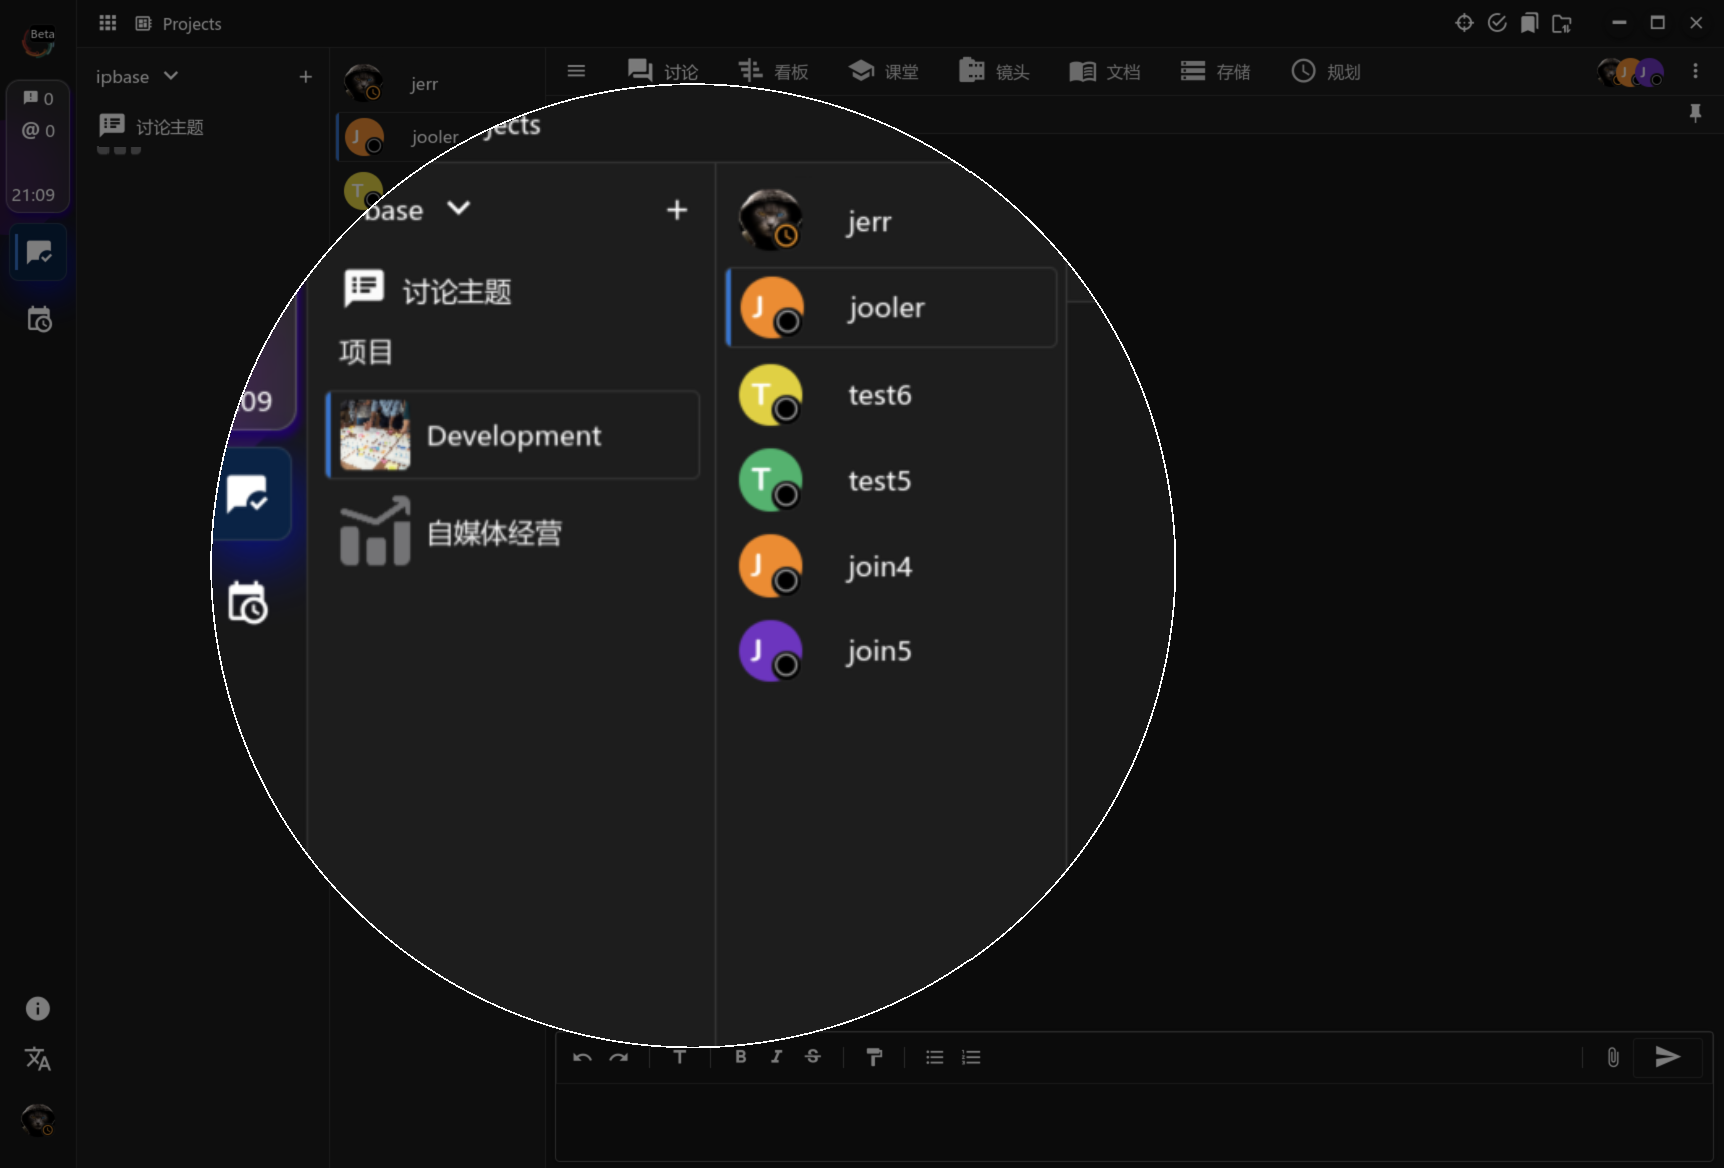 Beta
Projects
ipbase
jerr
讨论
看板
课堂
镜头
文档
存储
规划
0
@ 0
21:09
讨论主题
jooler
T
jects
base
jerr
讨论主题
J
jooler
项目
:09
T
test6
Development
T
test5
自媒体经营
J
join4
J
join5
T
B
I
S